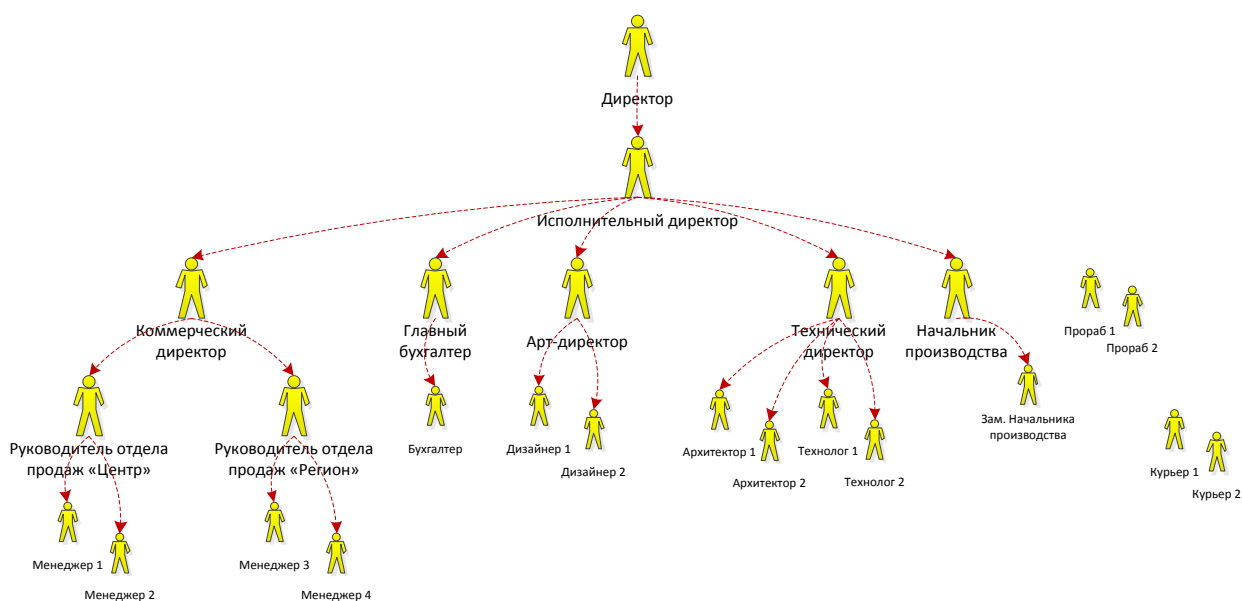 Директор
Исполнительный директор
Коммерческий
директор
Главный
бухгалтер
Арт-директор
Технический
директор
Начальник
производства
Прораб 1
Прораб 2
Руководитель отдела
продаж «Центр»
Руководитель отдела
продаж «Регион»
Бухгалтер
Дизайнер 1
Дизайнер 2
Архитектор 1
Архитектор 2
Технолог 1
Технолог 2
Зам. Начальника
производства
Курьер 1
Курьер 2
Менеджер 1
Менеджер 2
Менеджер 3
Менеджер 4